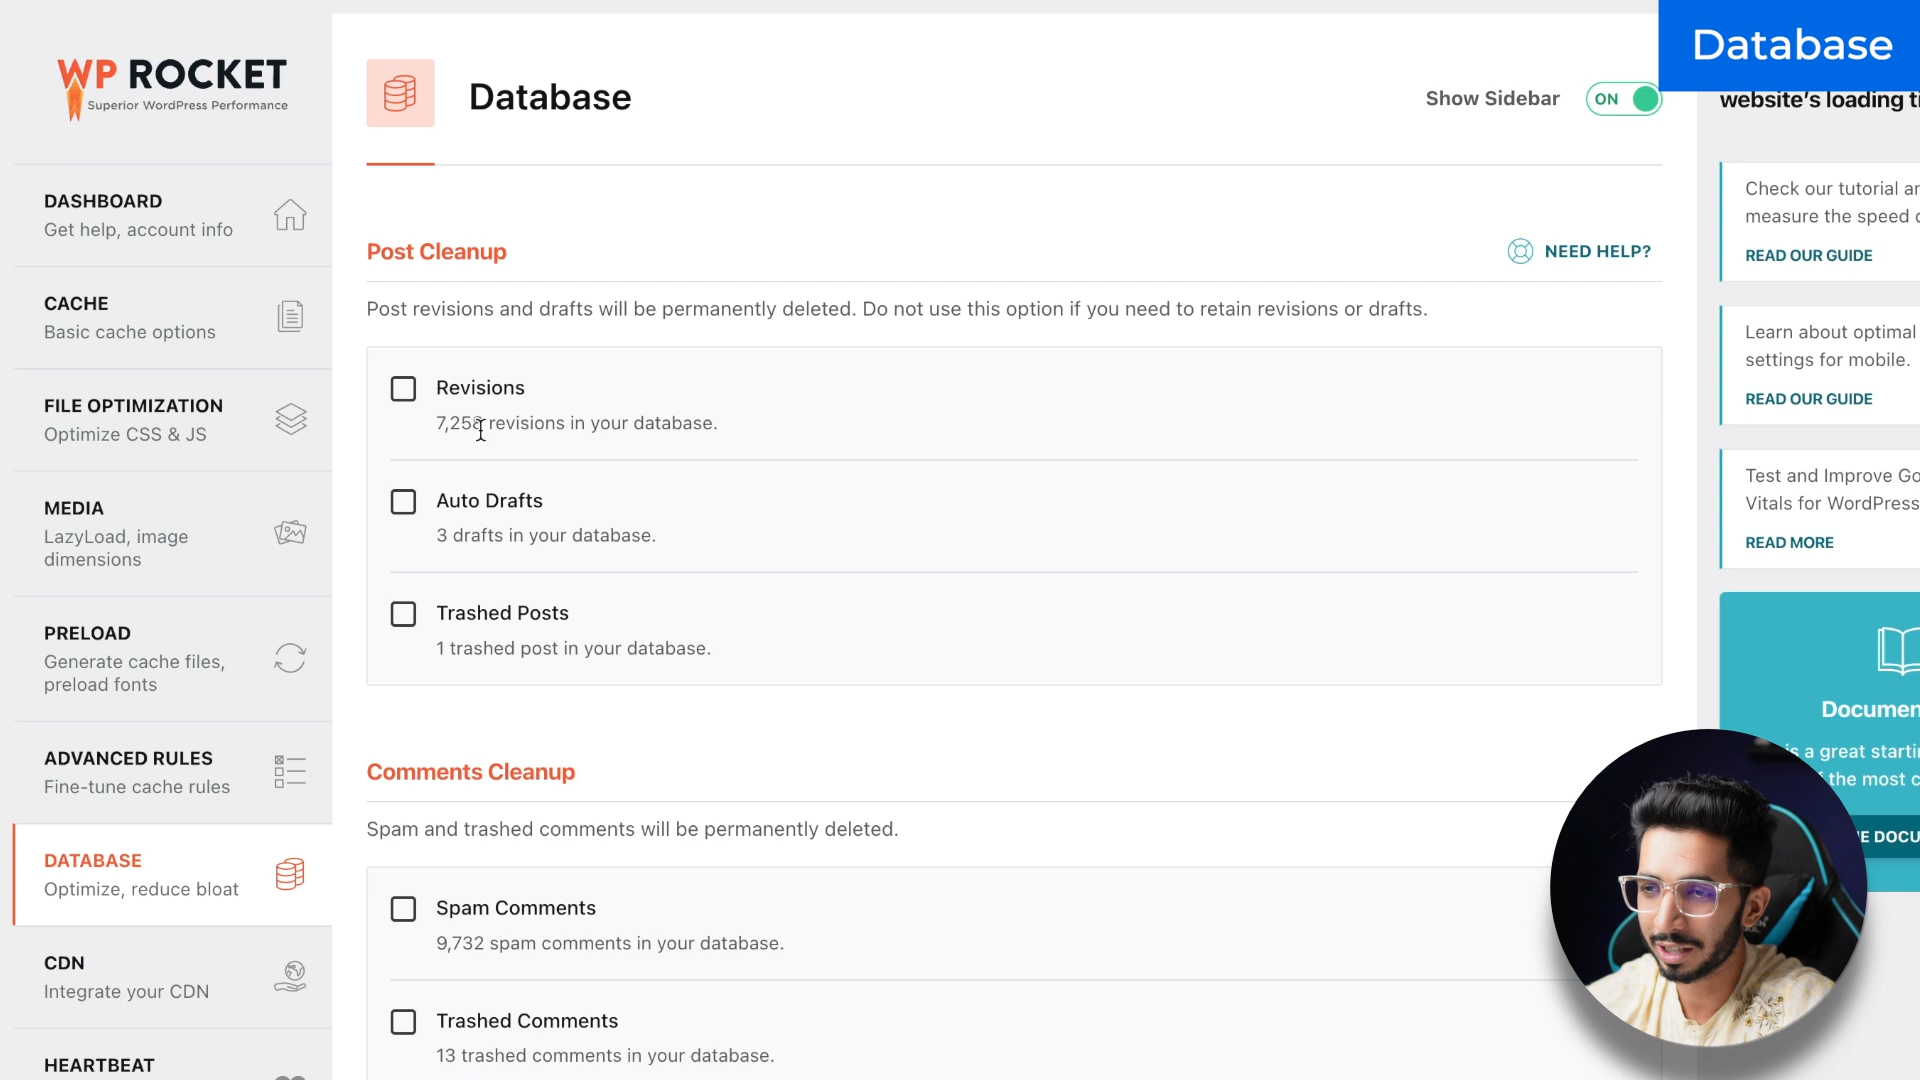 WP ROCKET
Superior WordPress Performance
DASHBOARD
Get help, account info
CACHE
Basic cache options
FILE OPTIMIZATION
Optimize CSS & JS
MEDIA
LazyLoad, image
dimensions
PRELOAD
Generate cache files,
preload fonts
ADVANCED RULES
Fine-tune cache rules
DATABASE
Optimize, reduce bloat
CDN
Integrate your CDN
HEARTBEAT
Database
Show Sidebar
ON
Post Cleanup
NEED HELP?
Post revisions and drafts will be permanently deleted. Do not use this option if you need to retain revisions or drafts.
Revisions
revisions in your database.
Auto Drafts
3 drafts in your database.
Trashed Posts
1 trashed post in your database.
Comments Cleanup
Spam and trashed comments will be permanently deleted.
Spam Comments
9,732 spam comments in your database.
Trashed Comments
13 trashed comments in your database.
Database
website's loading
Check our tutorial
measure the speed
READ OUR GUIDE
Learn about optimal
settings for mobile.
READ OUR GUIDE
Test and Improve
Vitals for WordPress
READ MORE
is a great
the most